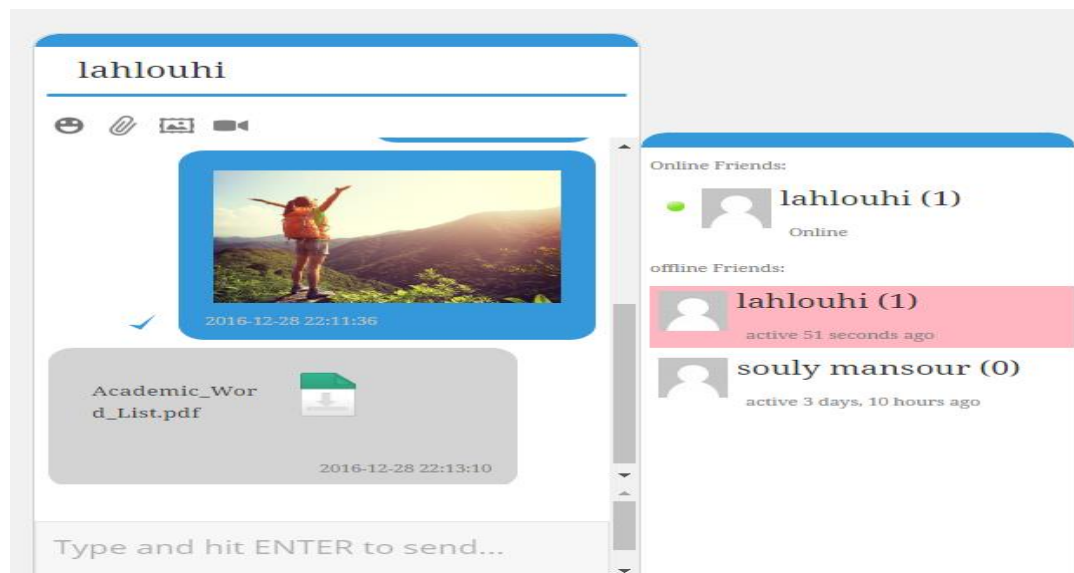 lahlouhi
2016-12-28 22:11:36
Academic_Wor
d_List.pdf
2016-12-28 22:13:10
Type and hit ENTER to send...
Online Friends:
lahlouhi (1)
Online
offline Friends:
lahlouhi (1)
active 51 seconds ago
souly mansour (0)
active 3 days, 10 hours ago